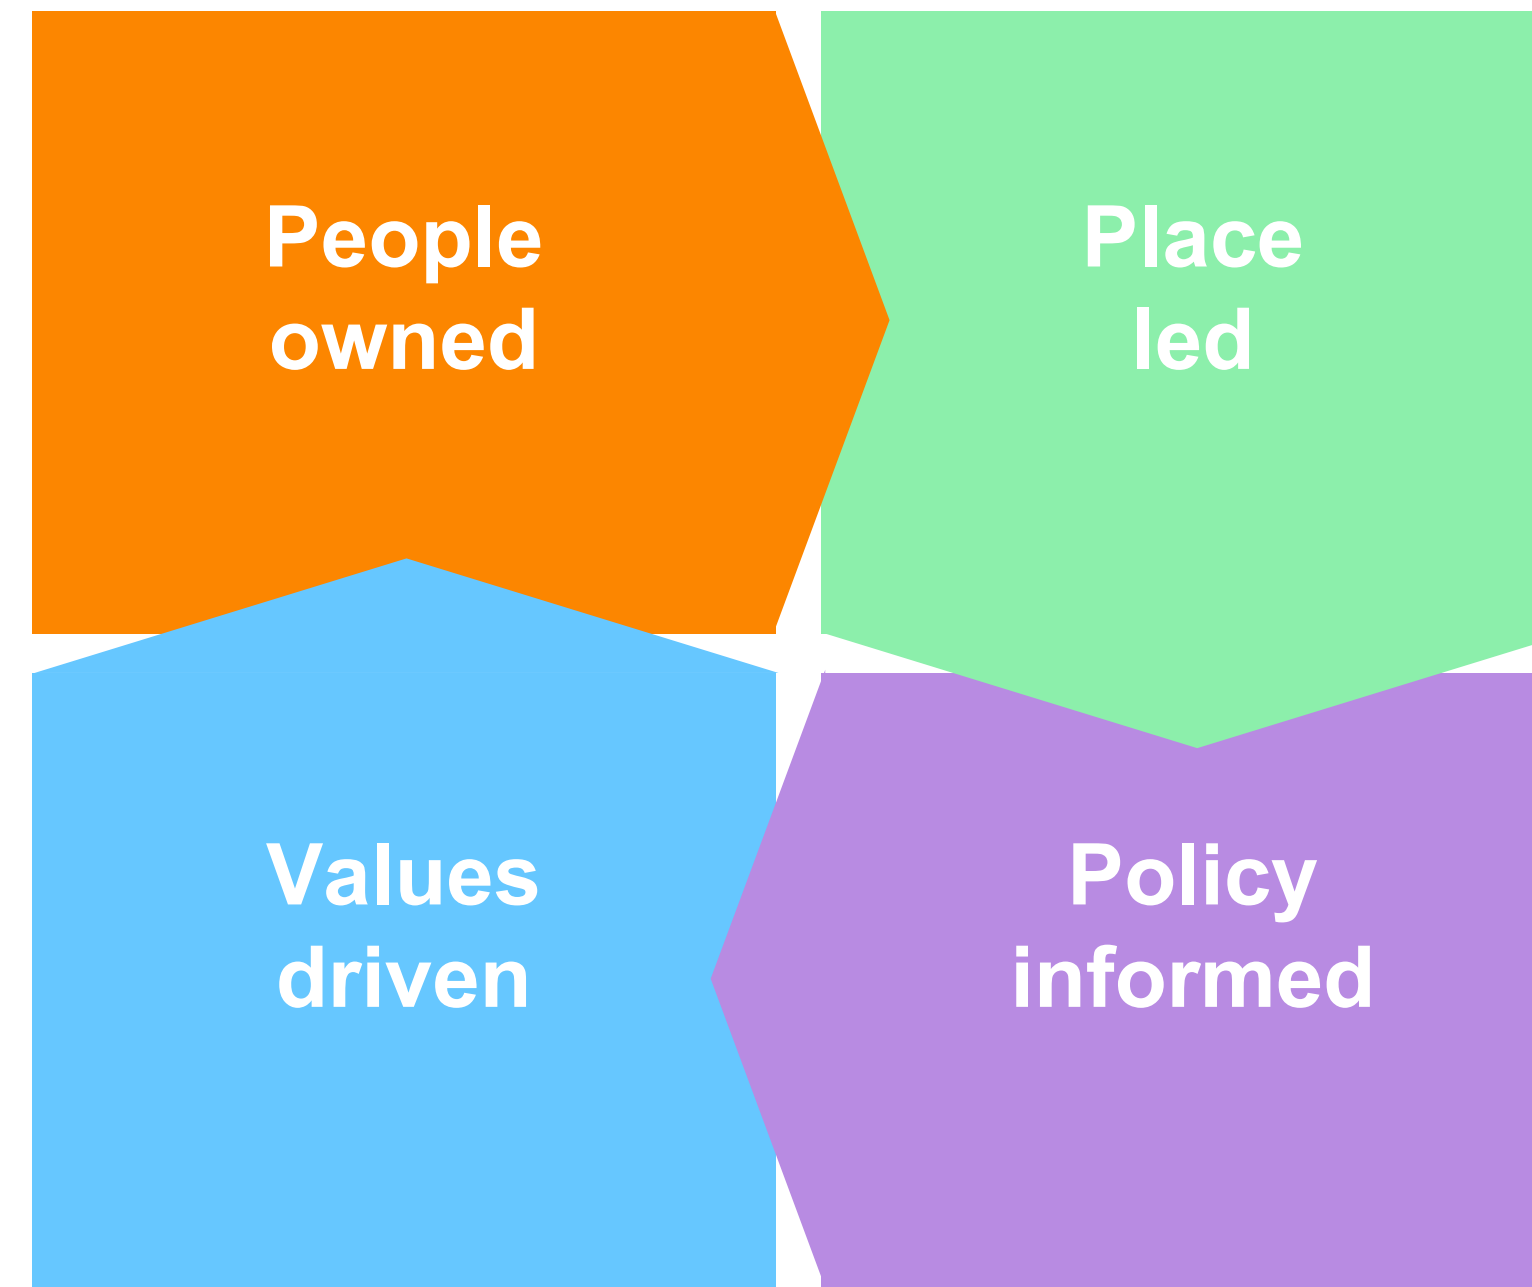 People
owned
Place
led
Values
driven
Policy
informed